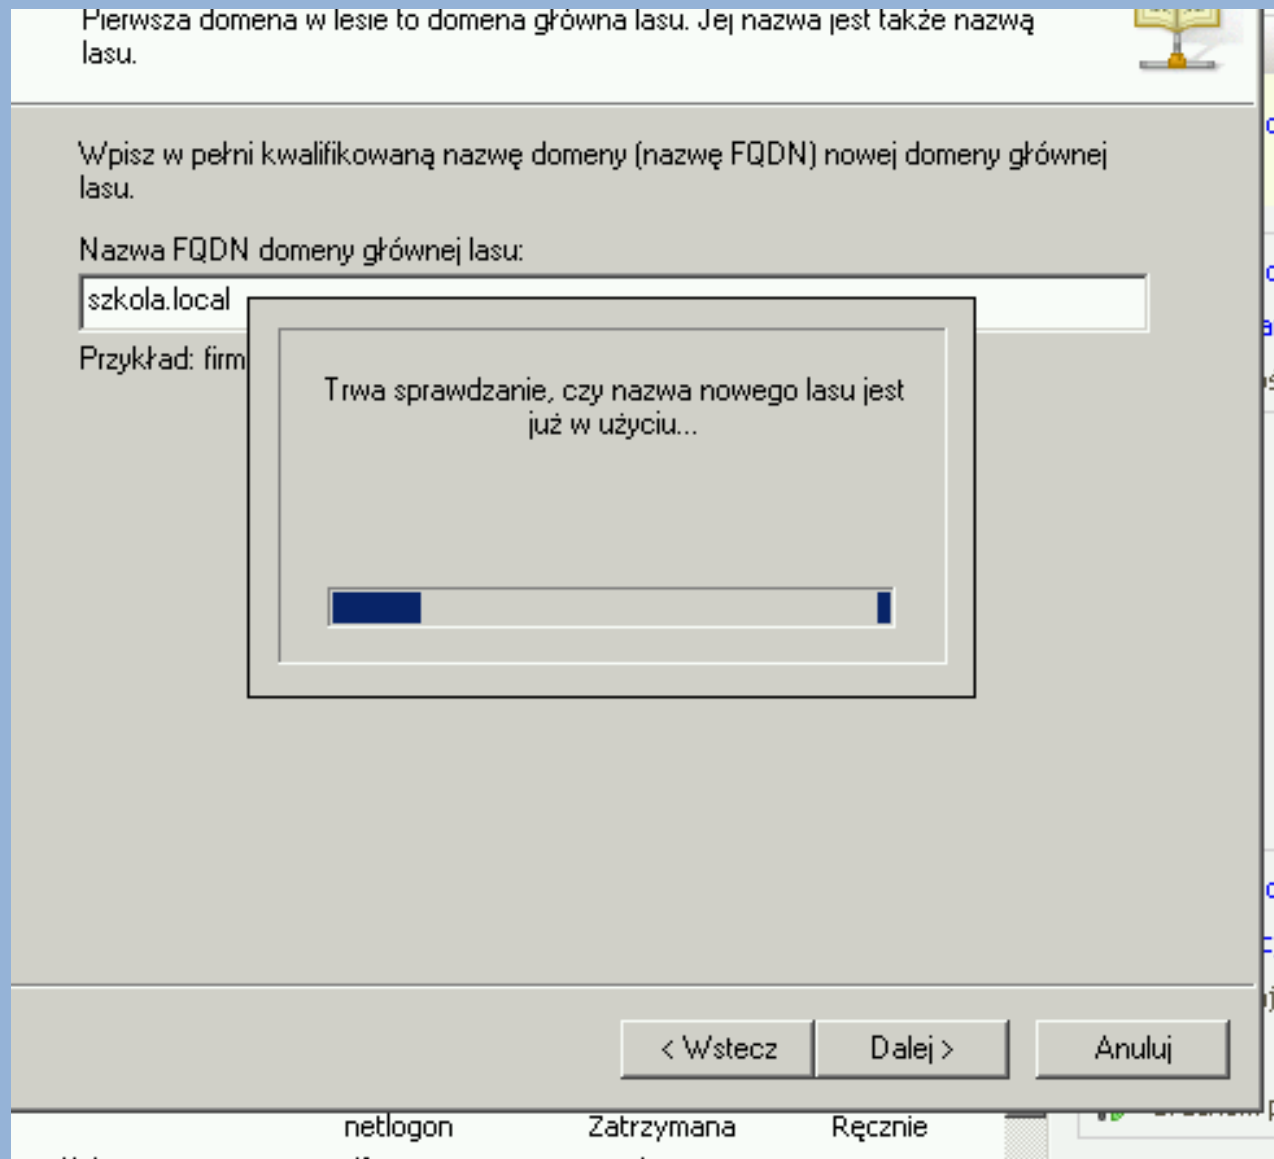 Pierwsza domena w lesie to domena główna lasu. Jej nazwa jest także nazwą
lasu.
Wpisz w pełni kwalifikowaną nazwę domeny (nazwę FQDN) nowej domeny głównej
lasu.
Nazwa FQDN domeny głównej lasu:
szkola.local
Przykład: firm
Trwa sprawdzanie, czy nazwa nowego lasu jest
już w użyciu...
< Wstecz
Dalej >
Anuluj
netlogon Zatrzymana Ręcznie